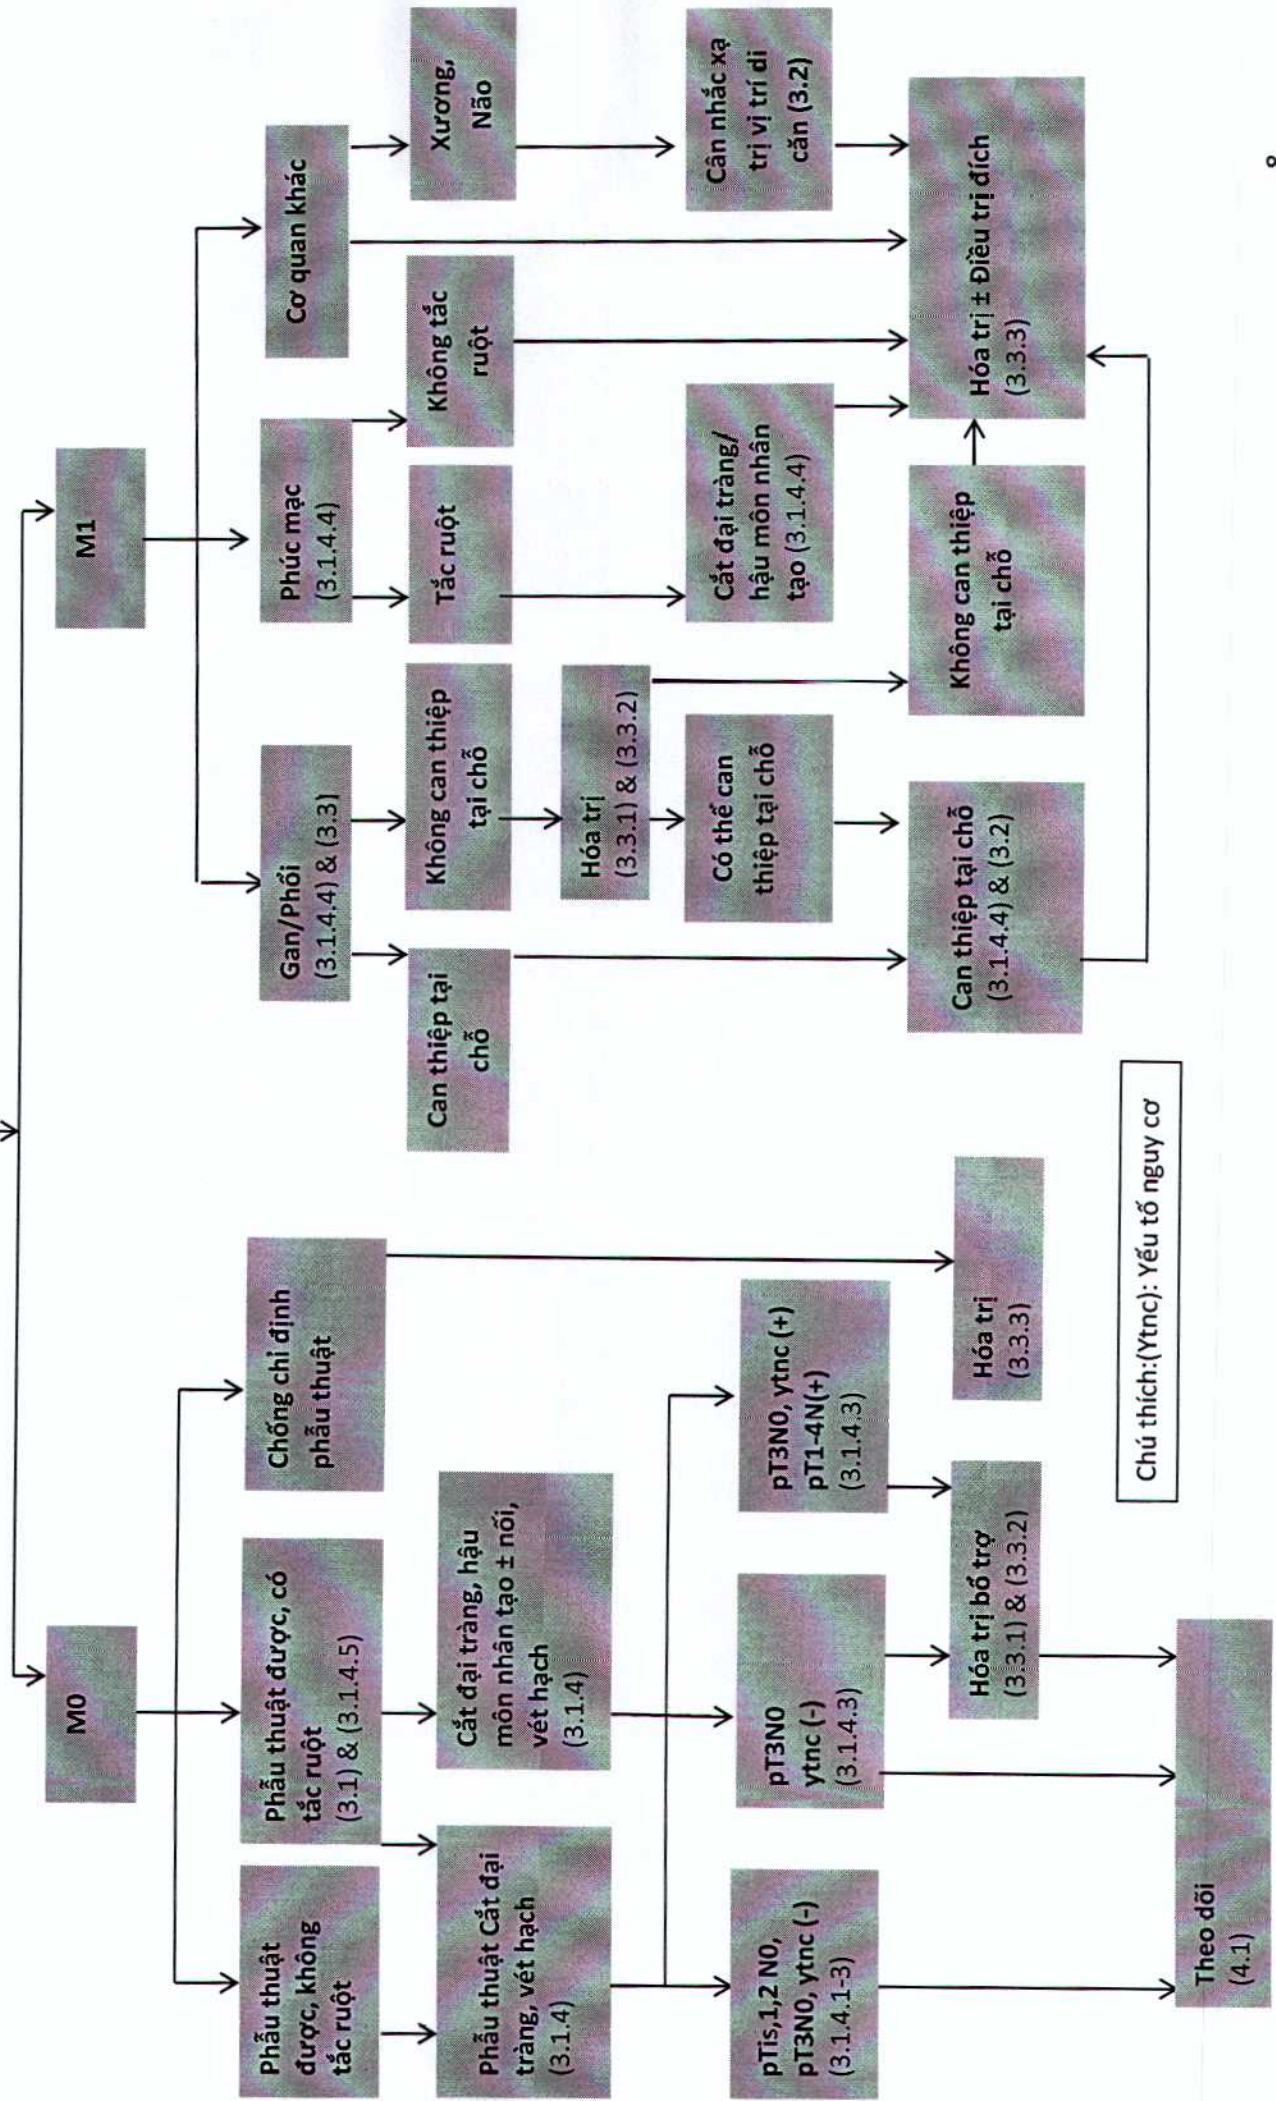 M0
M1
Phẫu thuật
được, không
tắc ruột
Phẫu thuật được, có
tắc ruột
(3.1) & (3.1.4.5)
Chống chỉ định
phẫu thuật
Phẫu thuật Cắt đại
tràng, vét hạch
(3.1.4)
Cắt đại tràng, hậu
môn nhân tạo ± nối,
vét hạch
(3.1.4)
pTis,1,2 N0,
pT3N0, ytnc (-)
(3.1.4.1-3)
pT3N0
ytnc (-)
(3.1.4.3)
pT3N0, ytnc (+)
pT1-4N(+)
(3.1.4.3)
Hóa trị bổ trợ
(3.3.1) & (3.3.2)
Hóa trị
(3.3.3)
Theo dõi
(4.1)
Chú thích:(Ytnc): Yếu tố nguy cơ
Gan/Phổi
(3.1.4.4) & (3.3)
Phúc mạc
(3.1.4.4)
Cơ quan khác
Can thiệp tại
chỗ
Không can thiệp
tại chỗ
Tắc ruột
Không tắc
ruột
Xương,
Não
Hóa trị
(3.3.1) & (3.3.2)
Có thể can
thiệp tại chỗ
Cắt đại tràng/
hậu môn nhân
tạo (3.1.4.4)
Cân nhắc xạ
trị vị trí di
căn (3.2)
Can thiệp tại chỗ
(3.1.4.4) & (3.2)
Không can thiệp
tại chỗ
Hóa trị ± Điều trị đích
(3.3.3)